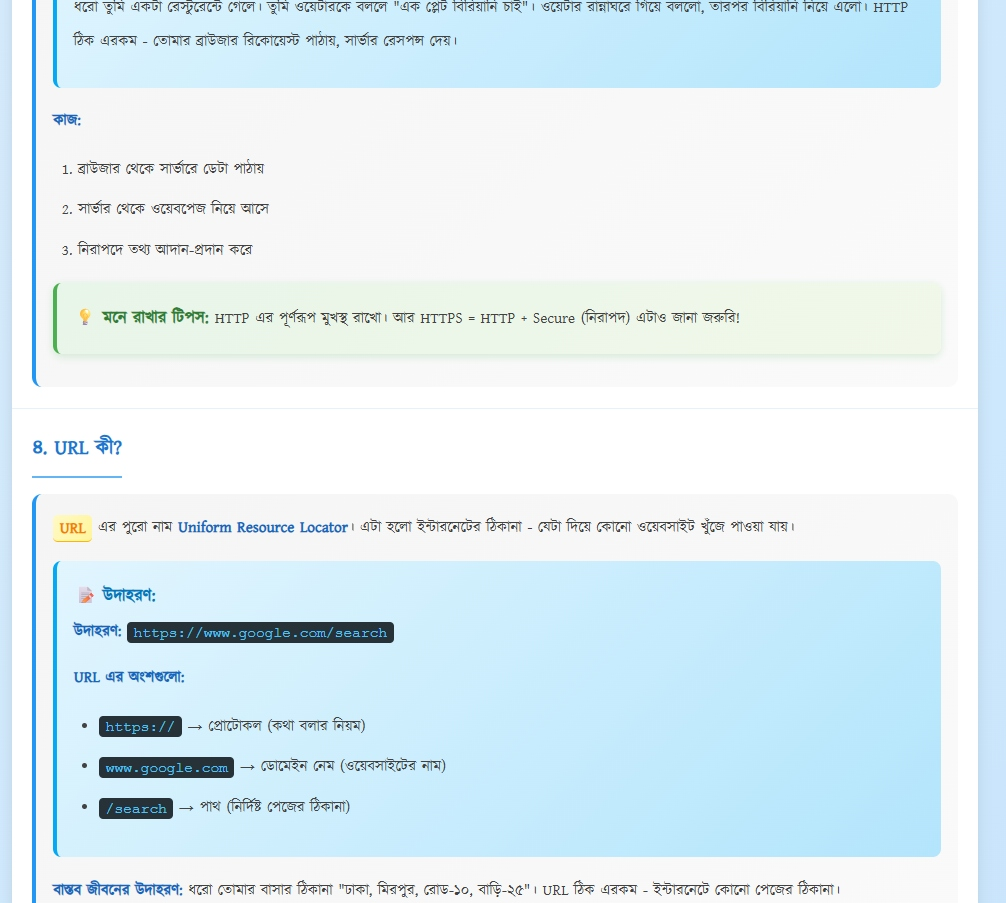 ধরো তুমি একটা রেস্টুরেন্টে গেলে। তুমি ওয়েটারকে বললে "এক প্লেট বিরিয়ানি চাই"। ওয়েটার রান্নাঘরে গিয়ে বললো, তারপর বিরিয়ানি নিয়ে এলো। HTTP
ঠিক এরকম - তোমার ব্রাউজার রিকোয়েস্ট পাঠায়, সার্ভার রেসপন্স দেয়।
কাজ:
1. ব্রাউজার থেকে সার্ভারে ডেটা পাঠায়
2. সার্ভার থেকে ওয়েবপেজ নিয়ে আসে
3. নিরাপদে তথ্য আদান-প্রদান করে
💡 মনে রাখার টিপস: HTTP এর পূর্ণরূপ মুখস্থ রাখো। আর HTTPS = HTTP + Secure (নিরাপদ) এটাও জানা জরুরি!
৪. URL কী?
URL এর পুরো নাম Uniform Resource Locator। এটা হলো ইন্টারনেটের ঠিকানা - যেটা দিয়ে কোনো ওয়েবসাইট খুঁজে পাওয়া যায়।
📝 উদাহরণ:
উদাহরণ: https://www.google.com/search
URL এর অংশগুলো:
• https:// → প্রোটোকল (কথা বলার নিয়ম)
• www.google.com → ডোমেইন নেম (ওয়েবসাইটের নাম)
• /search → পাথ (নির্দিষ্ট পেজের ঠিকানা)
বাস্তব জীবনের উদাহরণ: ধরো তোমার বাসার ঠিকানা "ঢাকা, মিরপুর, রোড-১০, বাড়ি-২৫"। URL ঠিক এরকম - ইন্টারনেটে কোনো পেজের ঠিকানা।